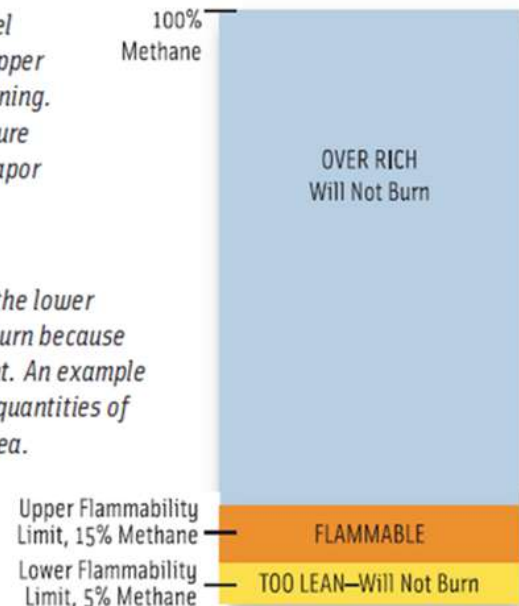 100%
Methane
OVER RICH
Will Not Burn
ning.
the lower
urn because
t. An example
quantities of
ea.
Upper Flammability
Limit, 15% Methane
FLAMMABLE
Lower Flammability
Limit, 5% Methane
TOO LEAN—Will Not Burn